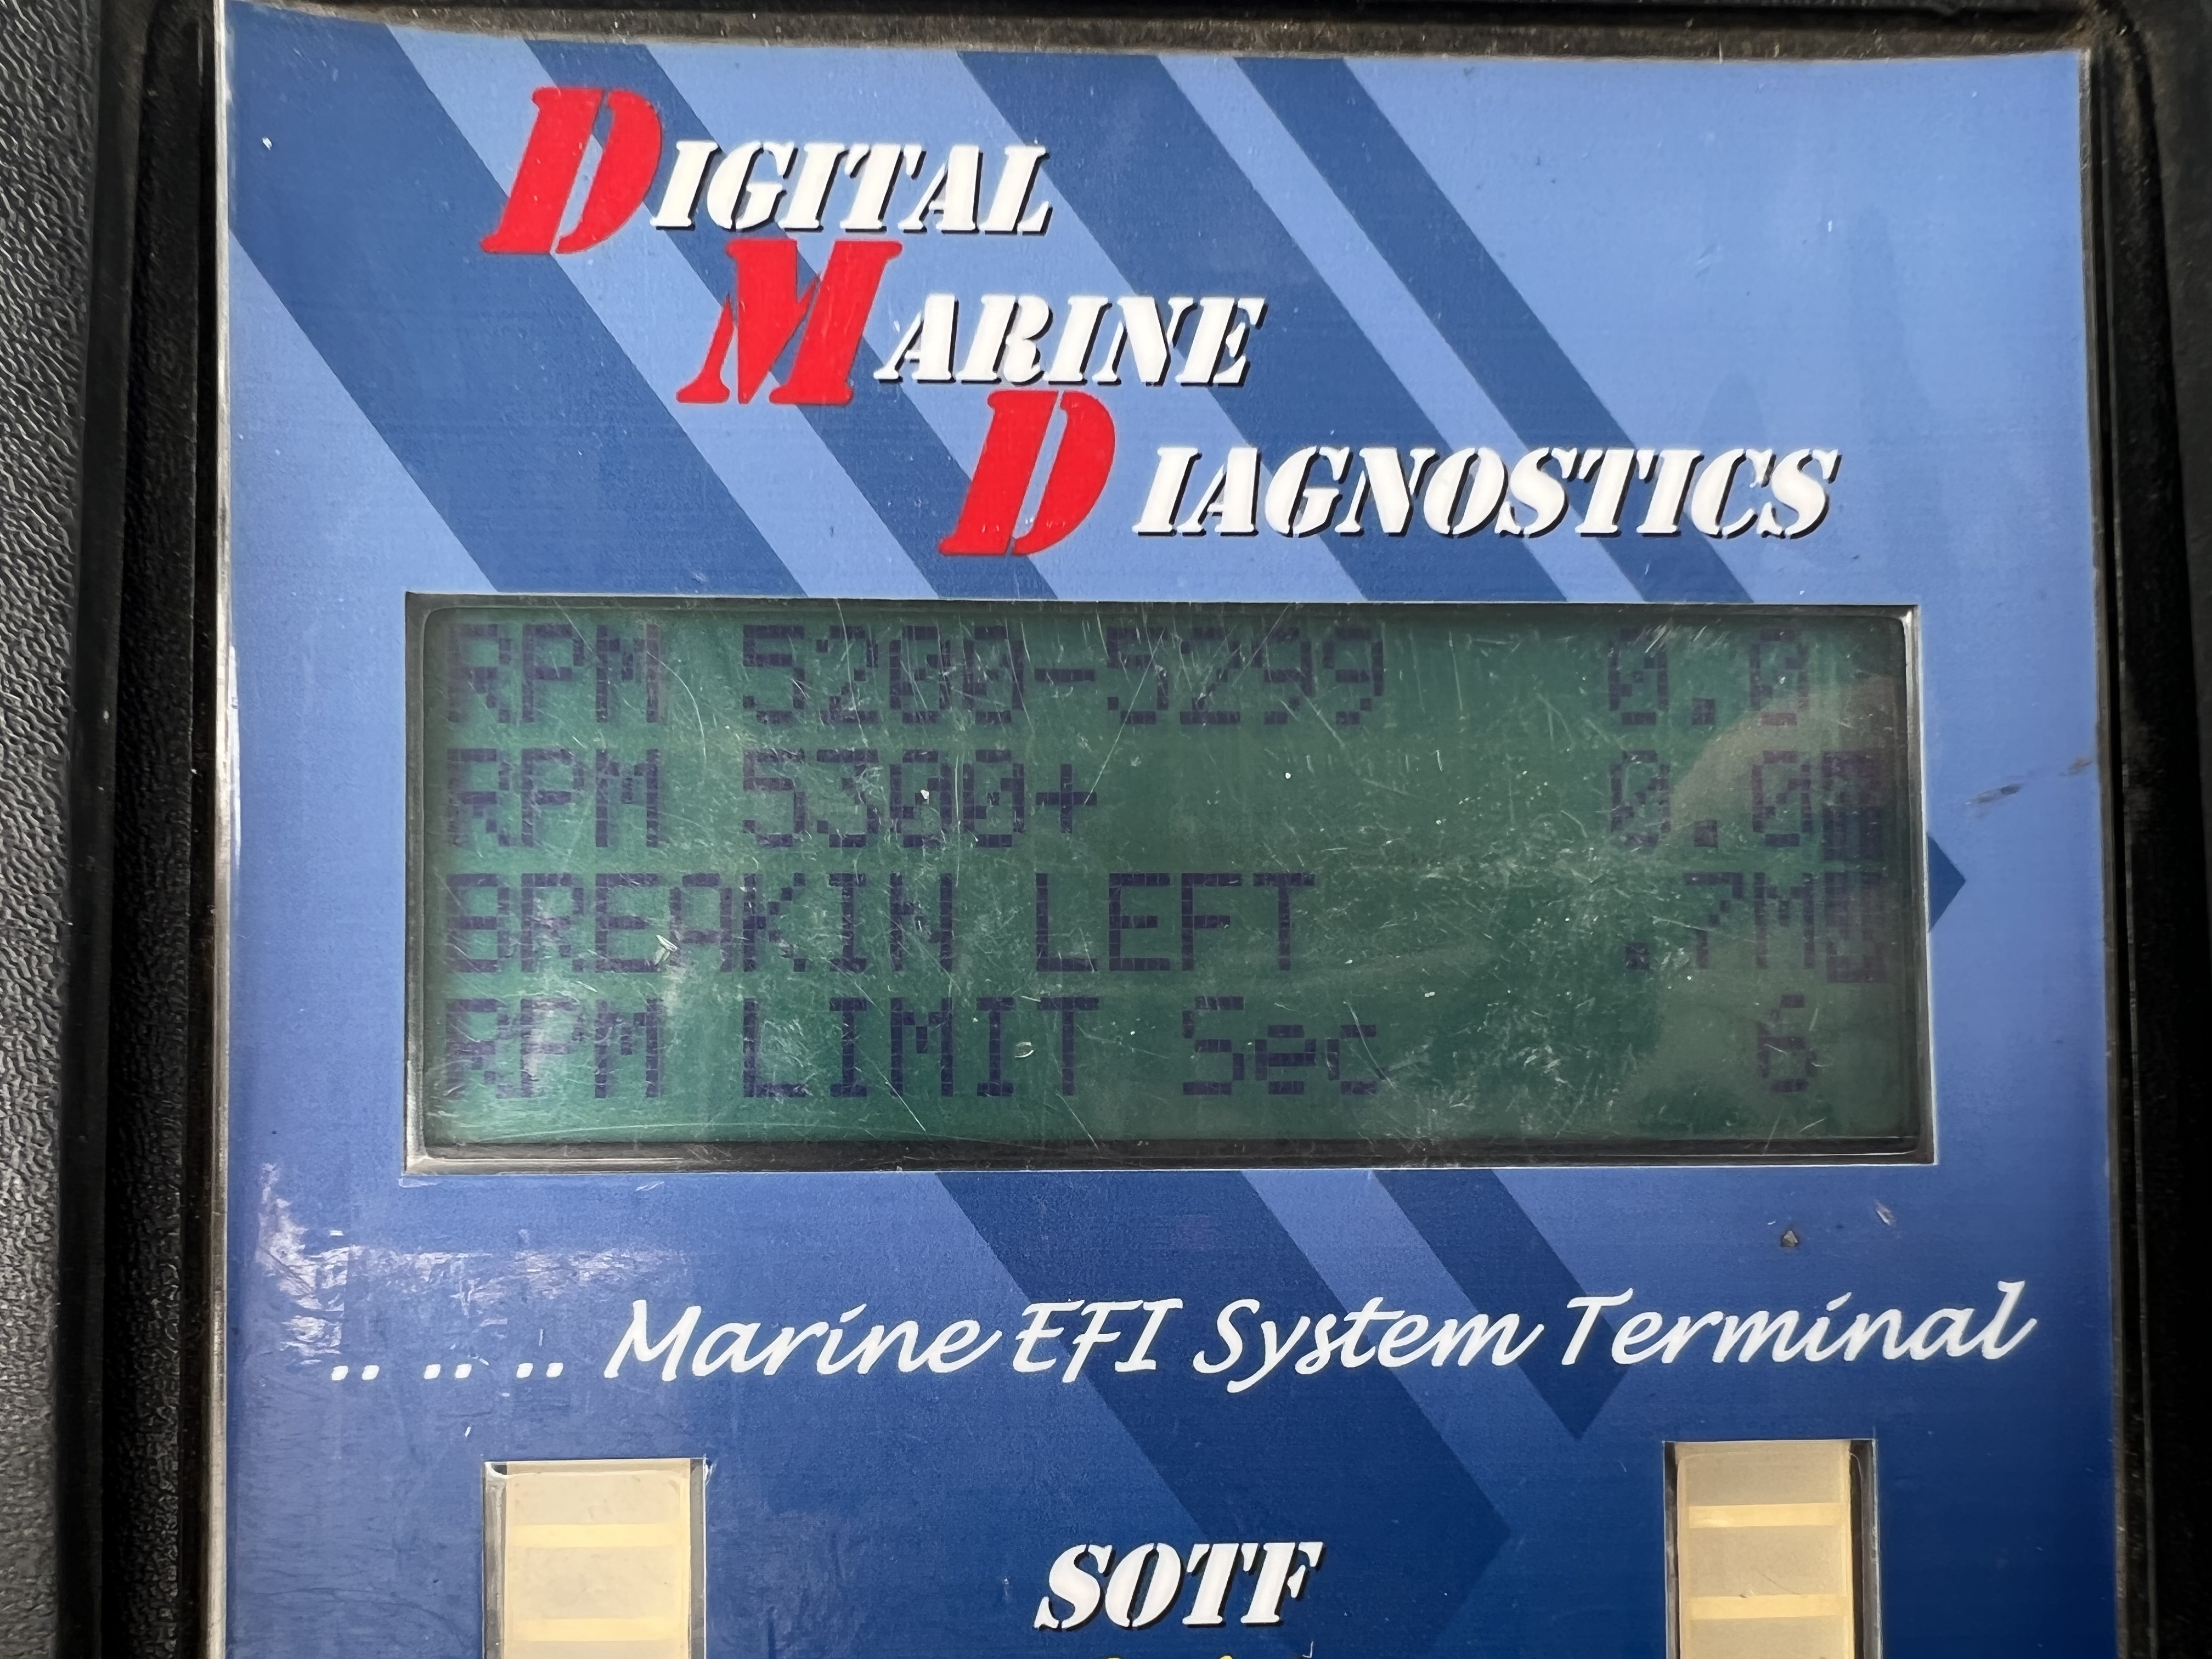 DIGITAL
MARINE
DIAGNOSTICS
RPM 5200-5299 0.0
RPM 5300+ 0.0
BREAKIN LEFT .7M
RPM LIMIT Sec 6
.. .. .. Marine EFI System Terminal
SOTF